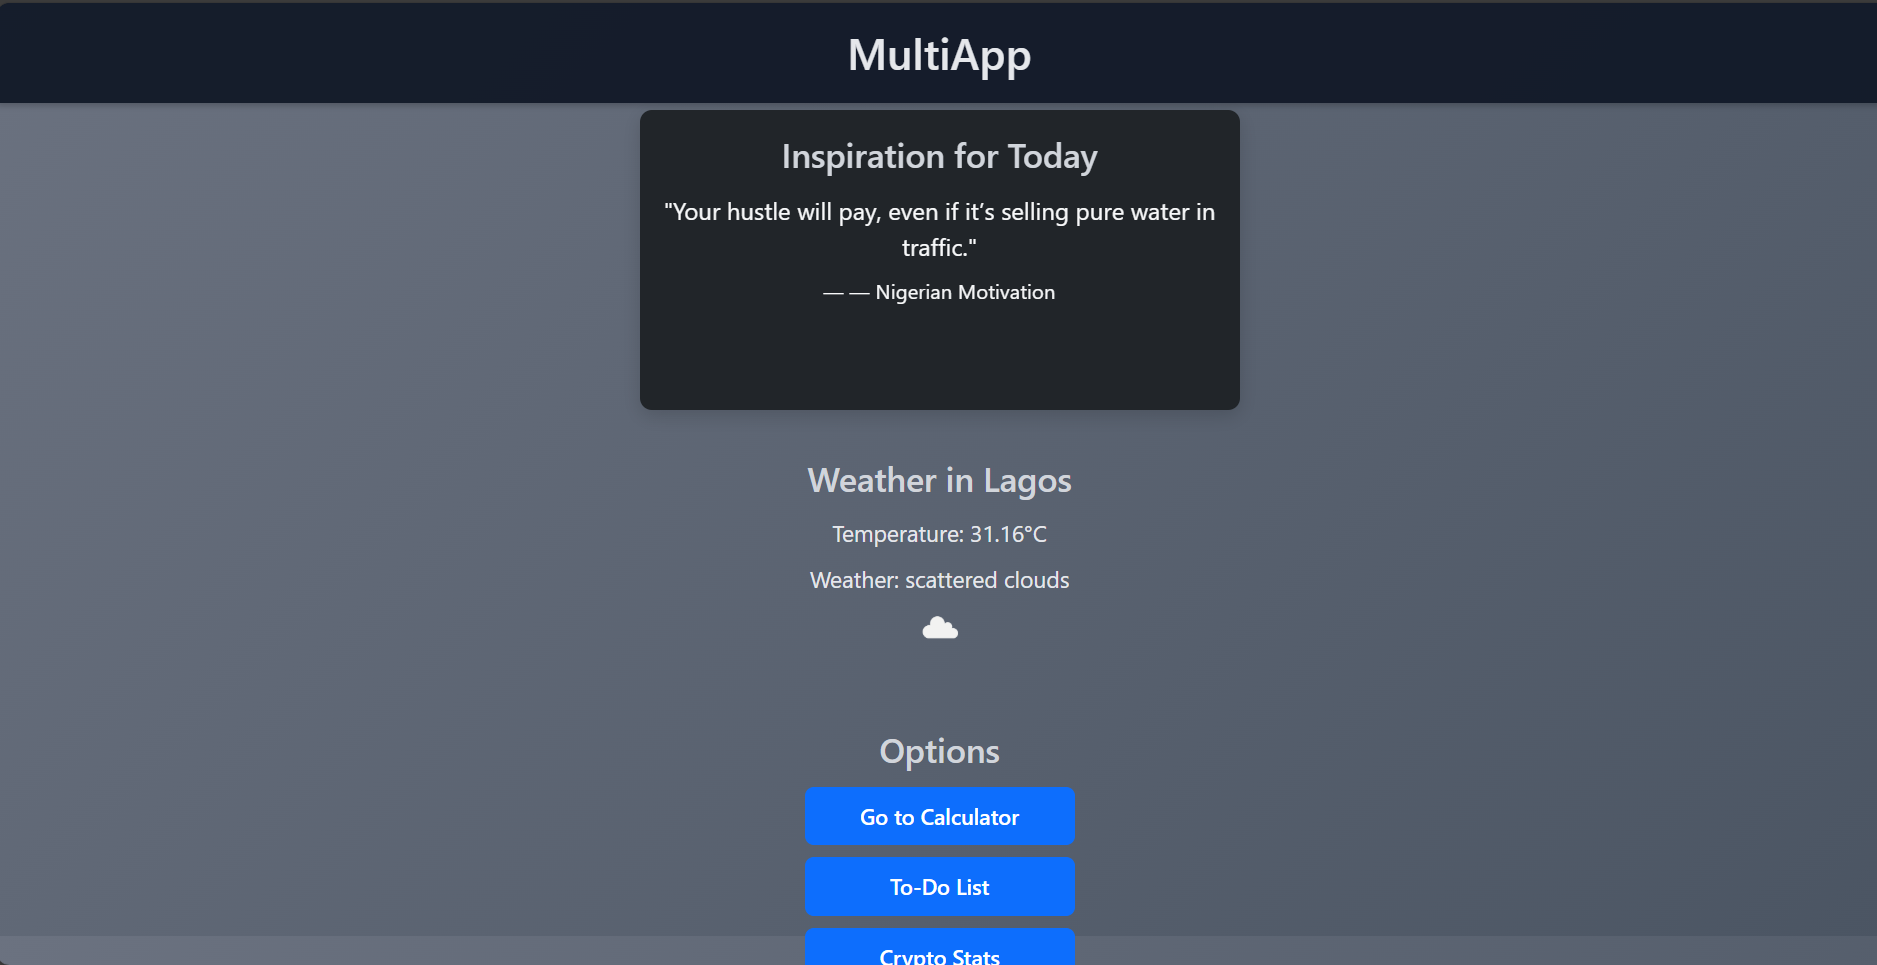 MultiApp
Inspiration for Today
"Your hustle will pay, even if it’s selling pure water in
traffic."
— — Nigerian Motivation
Weather in Lagos
Temperature: 31.16°C
Weather: scattered clouds
Options
Go to Calculator
To-Do List
Crypto Stats